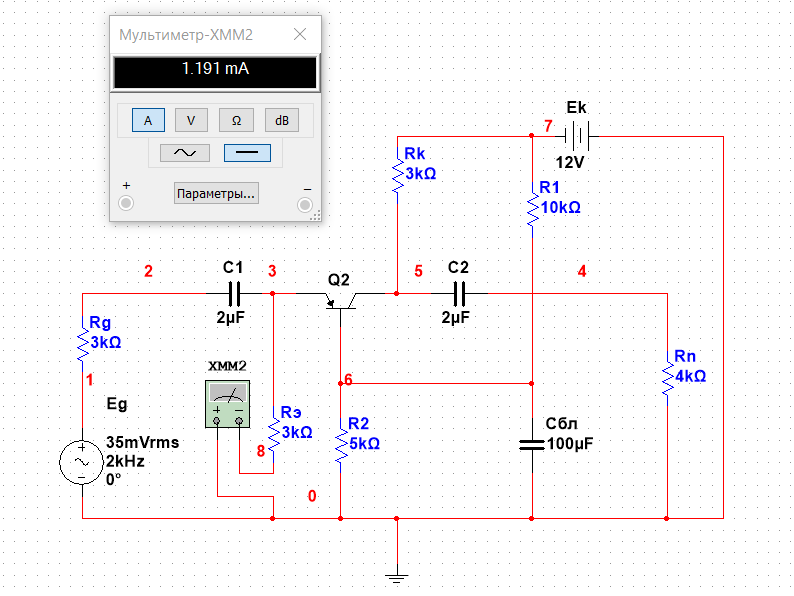 Мультиметр-XMM2
1.191 mA
A
V
Ω
dB
+
Параметры...
–
Ek
7
12V
Rk
3kΩ
R1
10kΩ
2
C1
2µF
3
Q2
5
C2
2µF
4
Rg
3kΩ
1
XMM2
+ –
Rэ
3kΩ
8
6
R2
5kΩ
Cбл
100µF
Rn
4kΩ
Eg
35mVrms
2kHz
0°
0